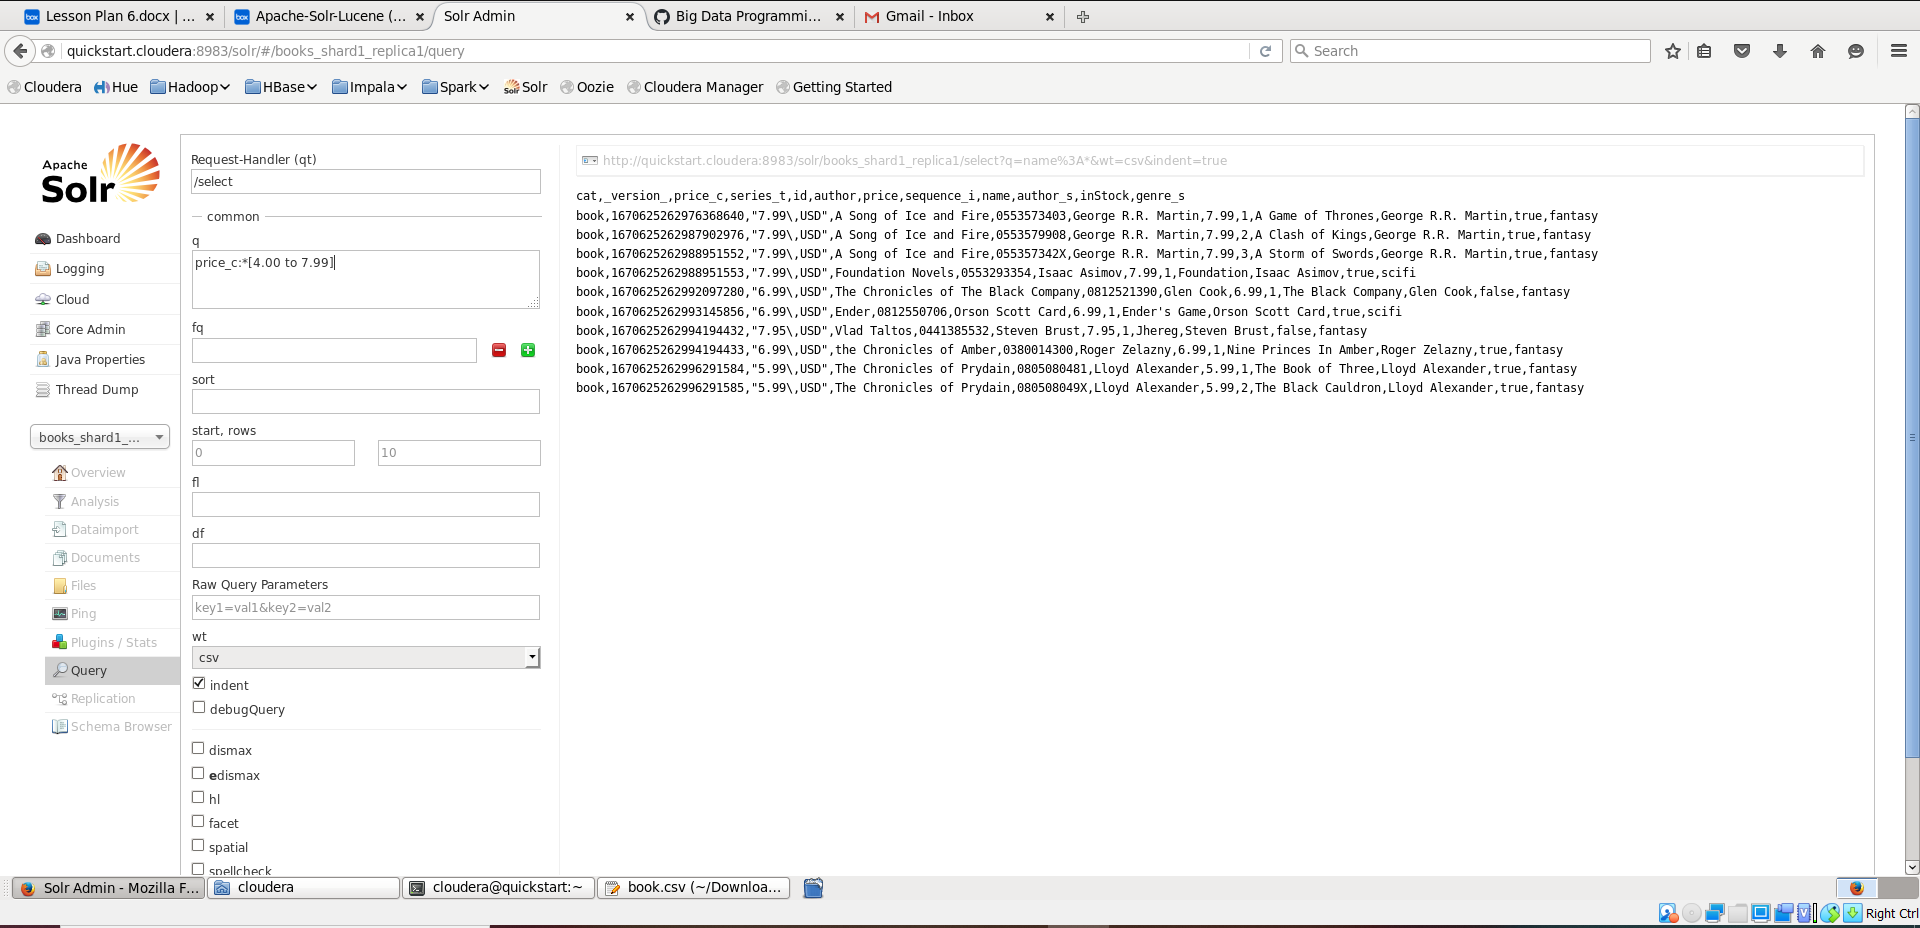 Lesson Plan 6.docx | ...
Apache-Solr-Lucene (...
Solr Admin
Big Data Programmi...
Gmail - Inbox
quickstart.cloudera:8983/solr/#/books_shard1_replica1/query
Search
Cloudera
Hue
Hadoop
HBase
Impala
Spark
Solr
Oozie
Cloudera Manager
Getting Started
Apache
Solr
Dashboard
Logging
Cloud
Core Admin
Java Properties
Thread Dump
books_shard1_...
Overview
Analysis
Dataimport
Documents
Files
Ping
Plugins / Stats
Query
Replication
Schema Browser
Request-Handler (qt)
/select
common
q
price_c:*[4.00 to 7.99]
fq
sort
start, rows
0
10
fl
df
Raw Query Parameters
key1=val1&key2=val2
wt
csv
indent
debugQuery
dismax
edismax
hl
facet
spatial
spellcheck
http://quickstart.cloudera:8983/solr/books_shard1_replica1/select?q=name%3A*&wt=csv&indent=true
cat,_version_,price_c,series_t,id,author,price,sequence_i,name,author_s,inStock,genre_s
book,1670625262976368640,"7.99\,USD",A Song of Ice and Fire,0553573403,George R.R. Martin,7.99,1,A Game of Thrones,George R.R. Martin,true,fantasy
book,1670625262987902976,"7.99\,USD",A Song of Ice and Fire,0553579908,George R.R. Martin,7.99,2,A Clash of Kings,George R.R. Martin,true,fantasy
book,1670625262988951552,"7.99\,USD",A Song of Ice and Fire,055357342X,George R.R. Martin,7.99,3,A Storm of Swords,George R.R. Martin,true,fantasy
book,1670625262988951553,"7.99\,USD",Foundation Novels,0553293354,Isaac Asimov,7.99,1,Foundation,Isaac Asimov,true,scifi
book,1670625262992097280,"6.99\,USD",The Chronicles of The Black Company,0812521390,Glen Cook,6.99,1,The Black Company,Glen Cook,false,fantasy
book,1670625262993145856,"6.99\,USD",Ender,0812550706,Orson Scott Card,6.99,1,Ender's Game,Orson Scott Card,true,scifi
book,1670625262994194432,"7.95\,USD",Vlad Taltos,0441385532,Steven Brust,7.95,1,Jhereg,Steven Brust,false,fantasy
book,1670625262994194433,"6.99\,USD",the Chronicles of Amber,0380014300,Roger Zelazny,6.99,1,Nine Princes In Amber,Roger Zelazny,true,fantasy
book,1670625262996291584,"5.99\,USD",The Chronicles of Prydain,0805080481,Lloyd Alexander,5.99,1,The Book of Three,Lloyd Alexander,true,fantasy
book,1670625262996291585,"5.99\,USD",The Chronicles of Prydain,080508049X,Lloyd Alexander,5.99,2,The Black Cauldron,Lloyd Alexander,true,fantasy
Solr Admin - Mozilla F...
cloudera
cloudera@quickstart:~
book.csv (~/Downloa...
Right Ctrl